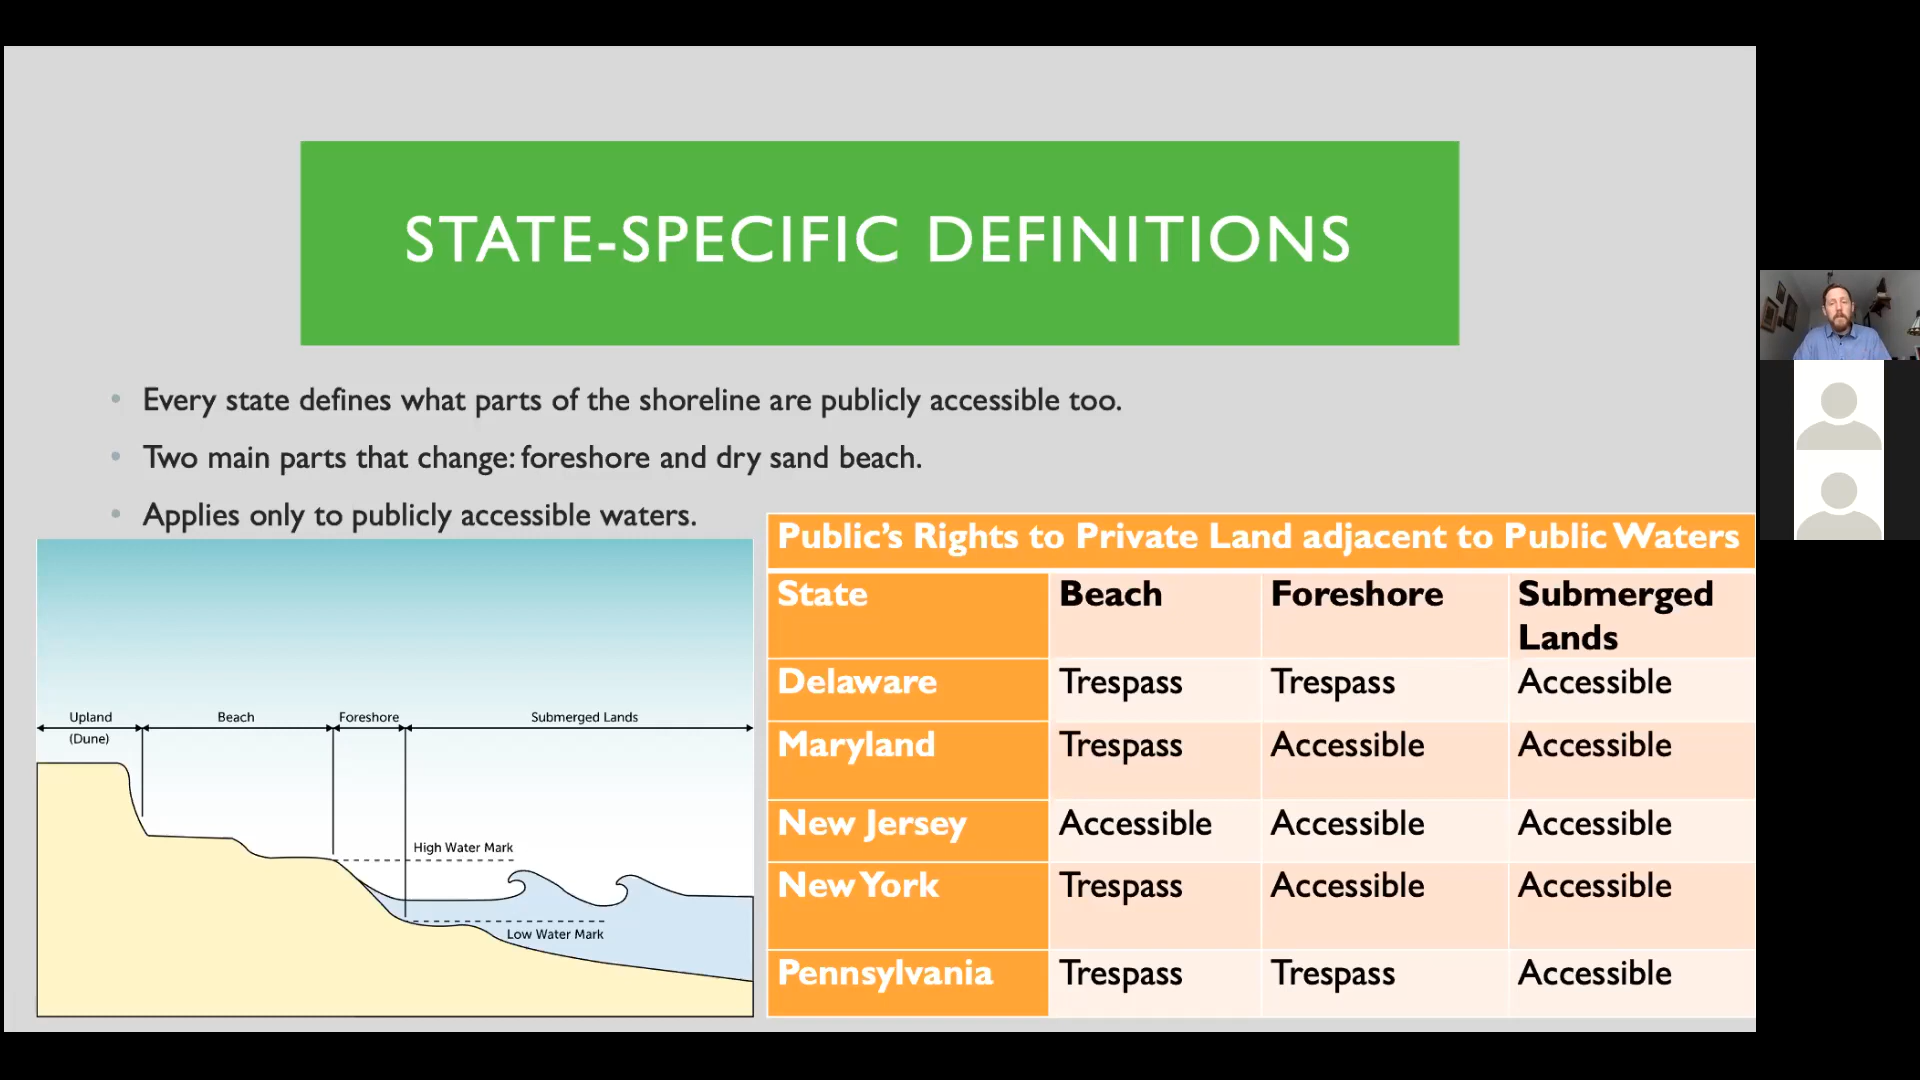 STATE-SPECIFIC DEFINITIONS
• Every state defines what parts of the shoreline are publicly accessible too.
• Two main parts that change: foreshore and dry sand beach.
• Applies only to publicly accessible waters.
Upland
(Dune)
Beach
Foreshore
Submerged Lands
High Water Mark
Low Water Mark
Public's Rights to Private Land adjacent to Public Waters
State Beach Foreshore Submerged
Lands
Delaware Trespass Trespass Accessible
Maryland Trespass Accessible Accessible
New Jersey Accessible Accessible Accessible
New York Trespass Accessible Accessible
Pennsylvania Trespass Trespass Accessible